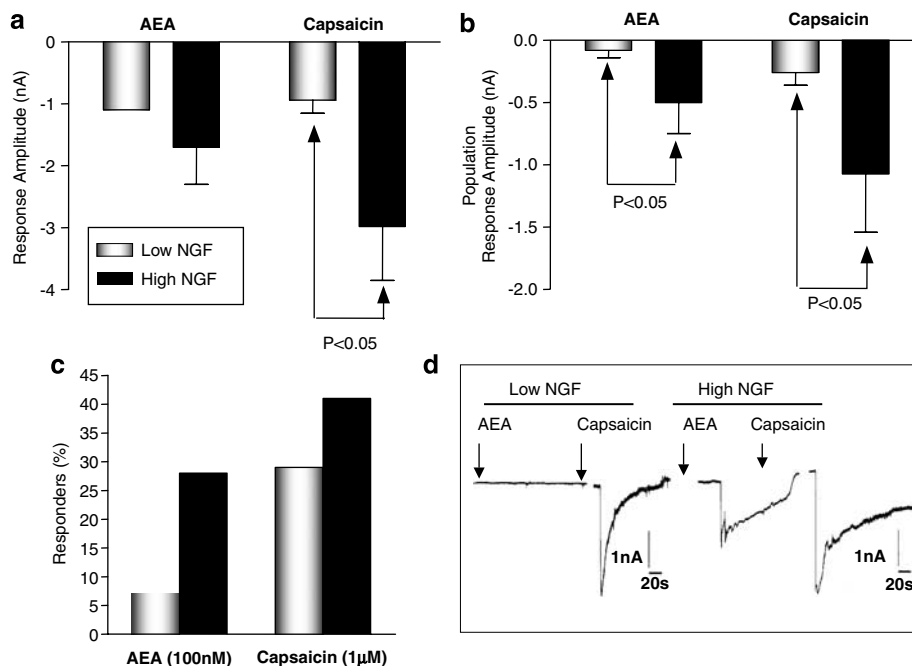 a
AEA Capsaicin
0
-1
-2
-3
-4
Response Amplitude (nA)
Low NGF
High NGF
P<0.05
b
AEA Capsaicin
0.0
-0.5
-1.0
-1.5
-2.0
Population
Response Amplitude (nA)
P<0.05
P<0.05
c
45
40
35
30
25
20
15
10
5
0
Responders (%)
AEA (100nM) Capsaicin (1µM)
d
Low NGF High NGF
AEA Capsaicin AEA Capsaicin
1nA
20s
1nA
20s